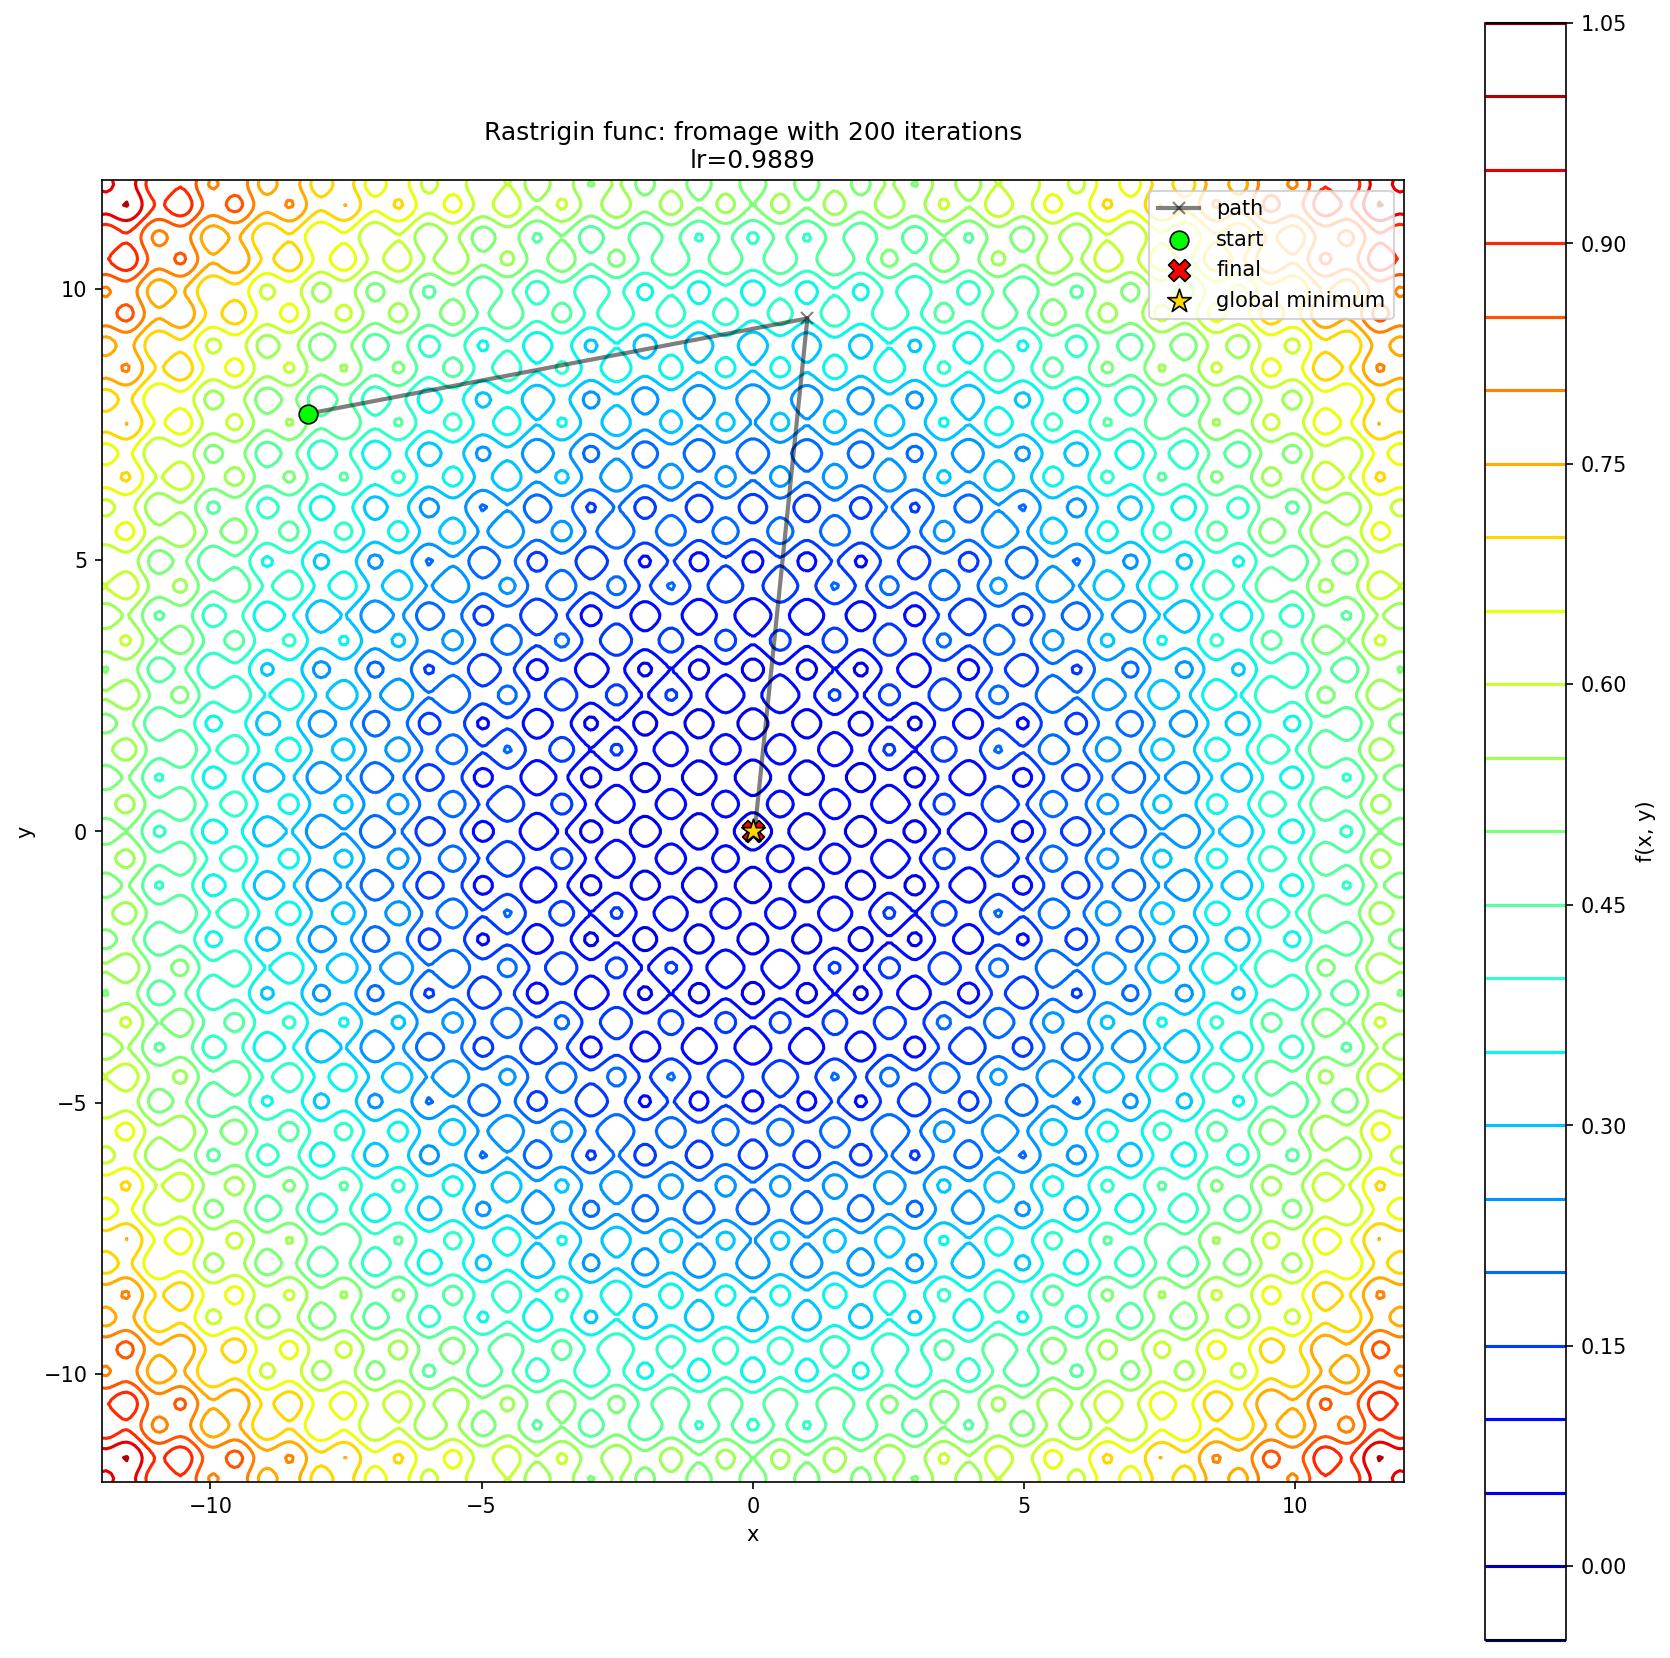 Rastrigin func: fromage with 200 iterations
lr=0.9889
path
start
final
global minimum
10
5
0
−5
−10
y
−10
−5
0
5
10
x
1.05
0.90
0.75
0.60
0.45
0.30
0.15
0.00
f(x, y)